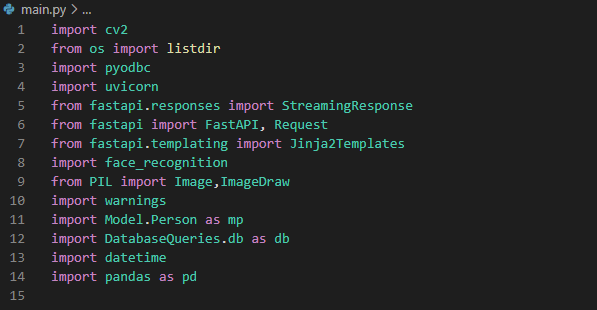 main.py > ...
1 import cv2
2 from os import listdir
3 import pyodbc
4 import uvicorn
5 from fastapi.responses import StreamingResponse
6 from fastapi import FastAPI, Request
7 from fastapi.templating import Jinja2Templates
8 import face_recognition
9 from PIL import Image,ImageDraw
10 import warnings
11 import Model.Person as mp
12 import DatabaseQueries.db as db
13 import datetime
14 import pandas as pd
15